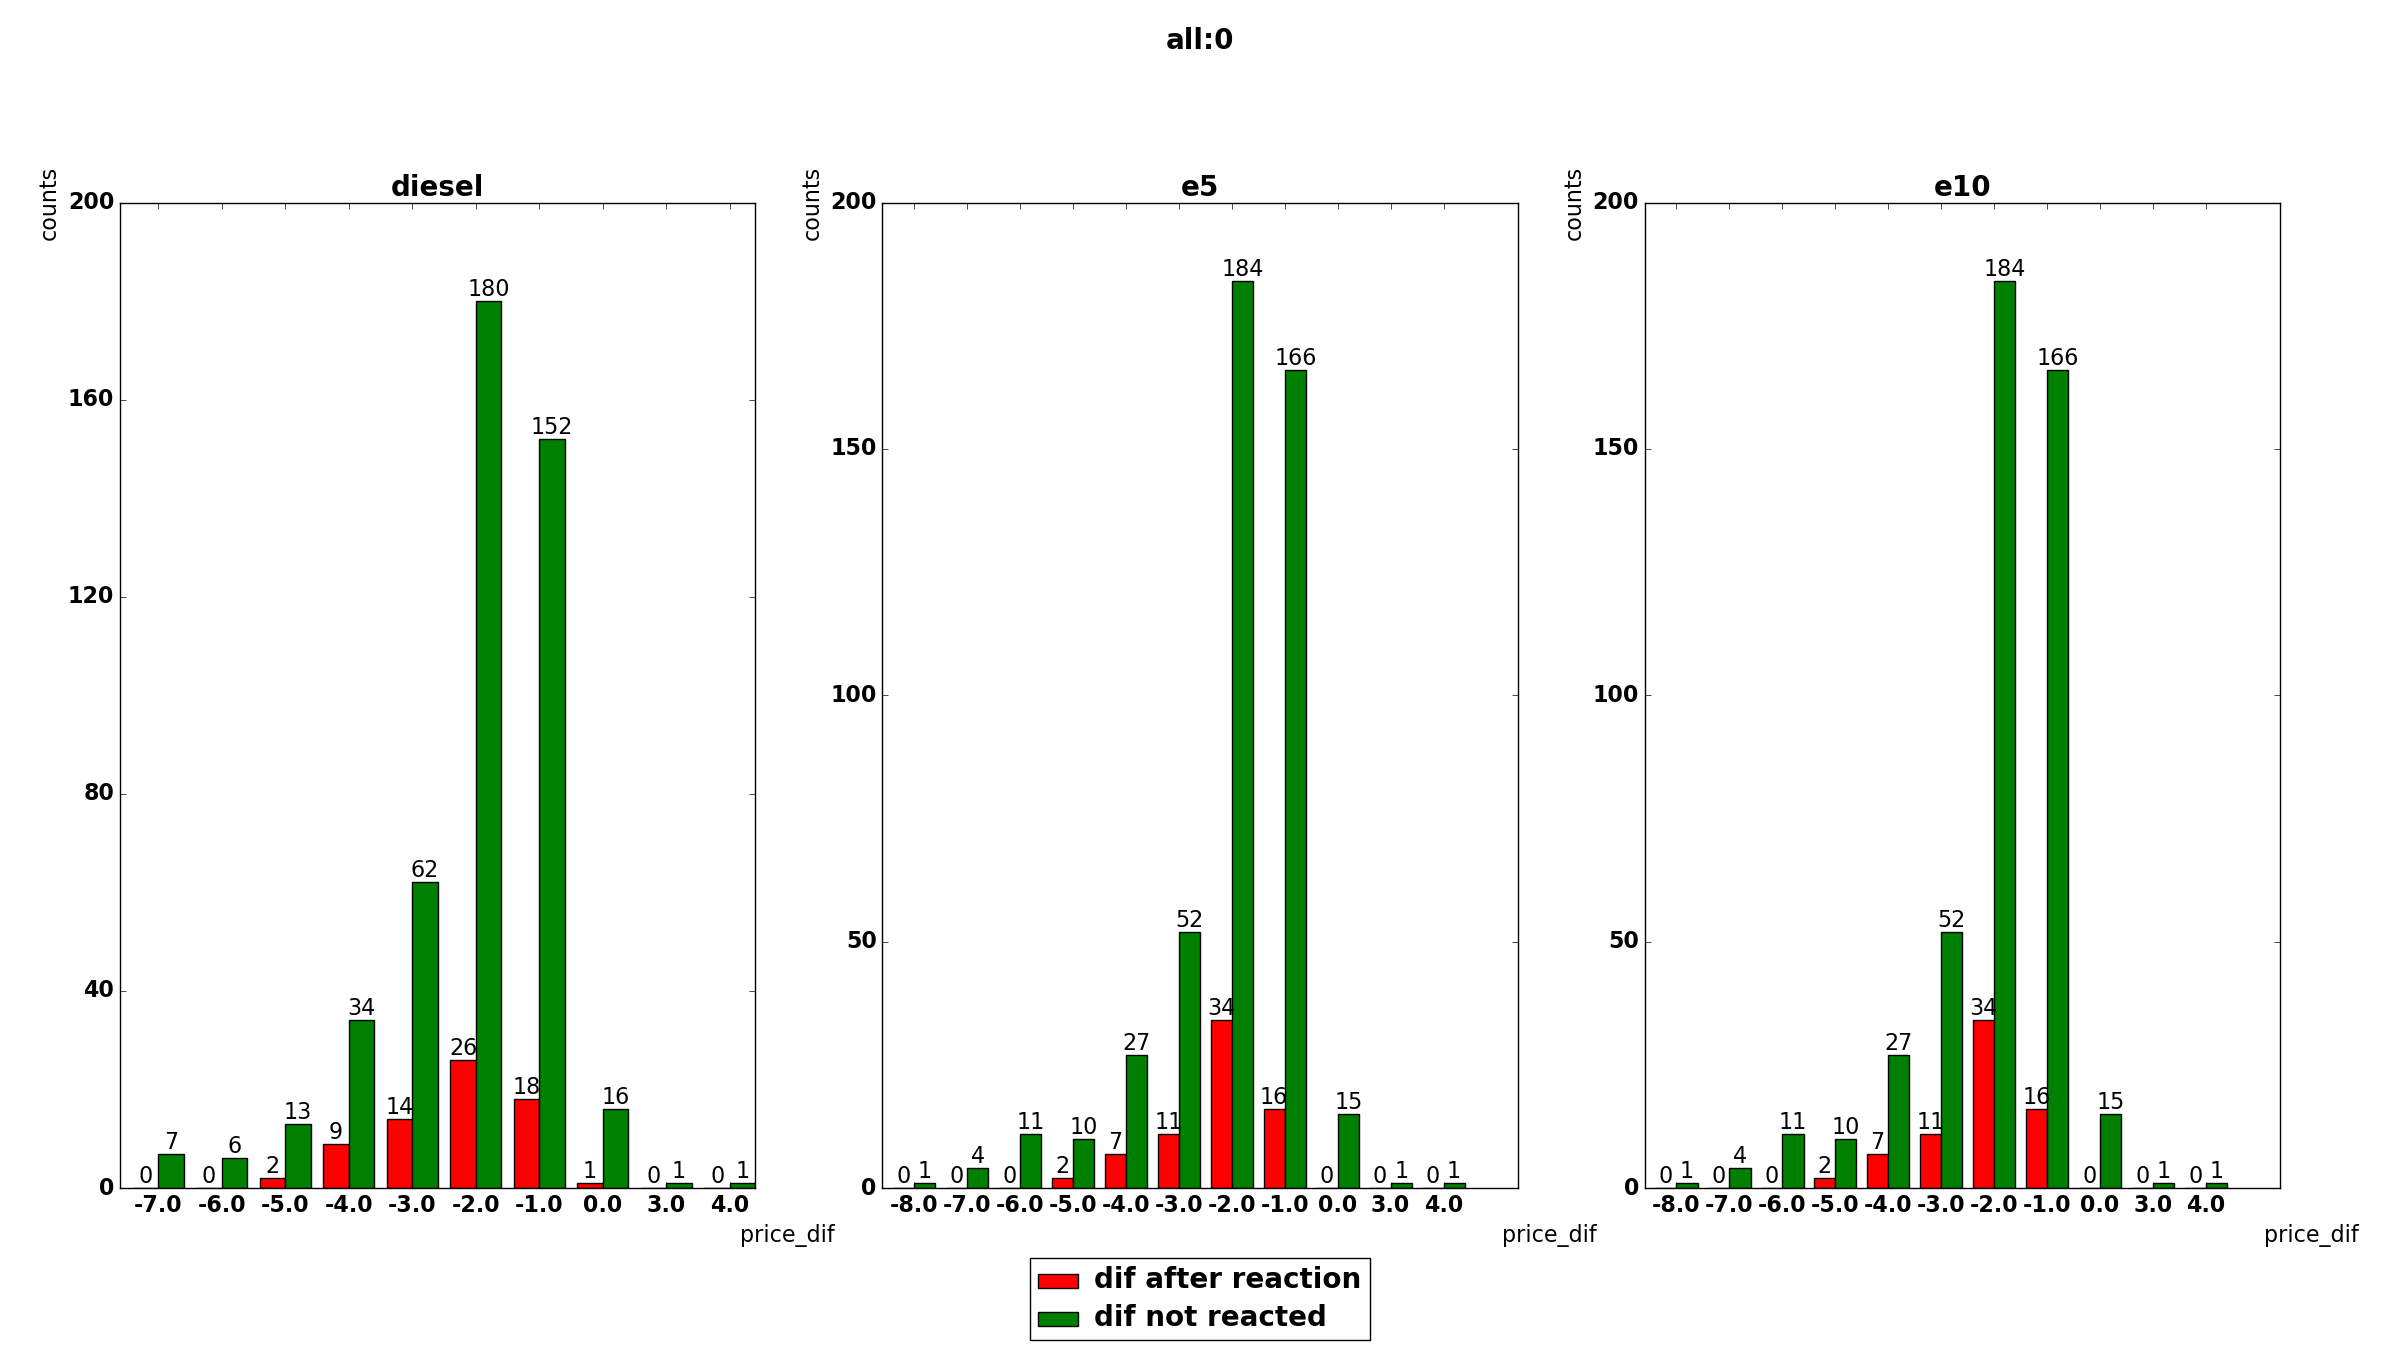 all:0
diesel
counts
200
160
120
80
40
0
0 7 0 6 2 13 9 34 14 62 26 180 18 152 1 16 0 1 0 1
-7.0 -6.0 -5.0 -4.0 -3.0 -2.0 -1.0 0.0 3.0 4.0
price_dif
e5
counts
200
150
100
50
0
0 1 0 4 0 11 2 10 7 27 11 52 34 184 16 166 0 15 0 1 0 1
-8.0 -7.0 -6.0 -5.0 -4.0 -3.0 -2.0 -1.0 0.0 3.0 4.0
price_dif
e10
counts
200
150
100
50
0
0 1 0 4 0 11 2 10 7 27 11 52 34 184 16 166 0 15 0 1 0 1
-8.0 -7.0 -6.0 -5.0 -4.0 -3.0 -2.0 -1.0 0.0 3.0 4.0
price_dif
dif after reaction
dif not reacted